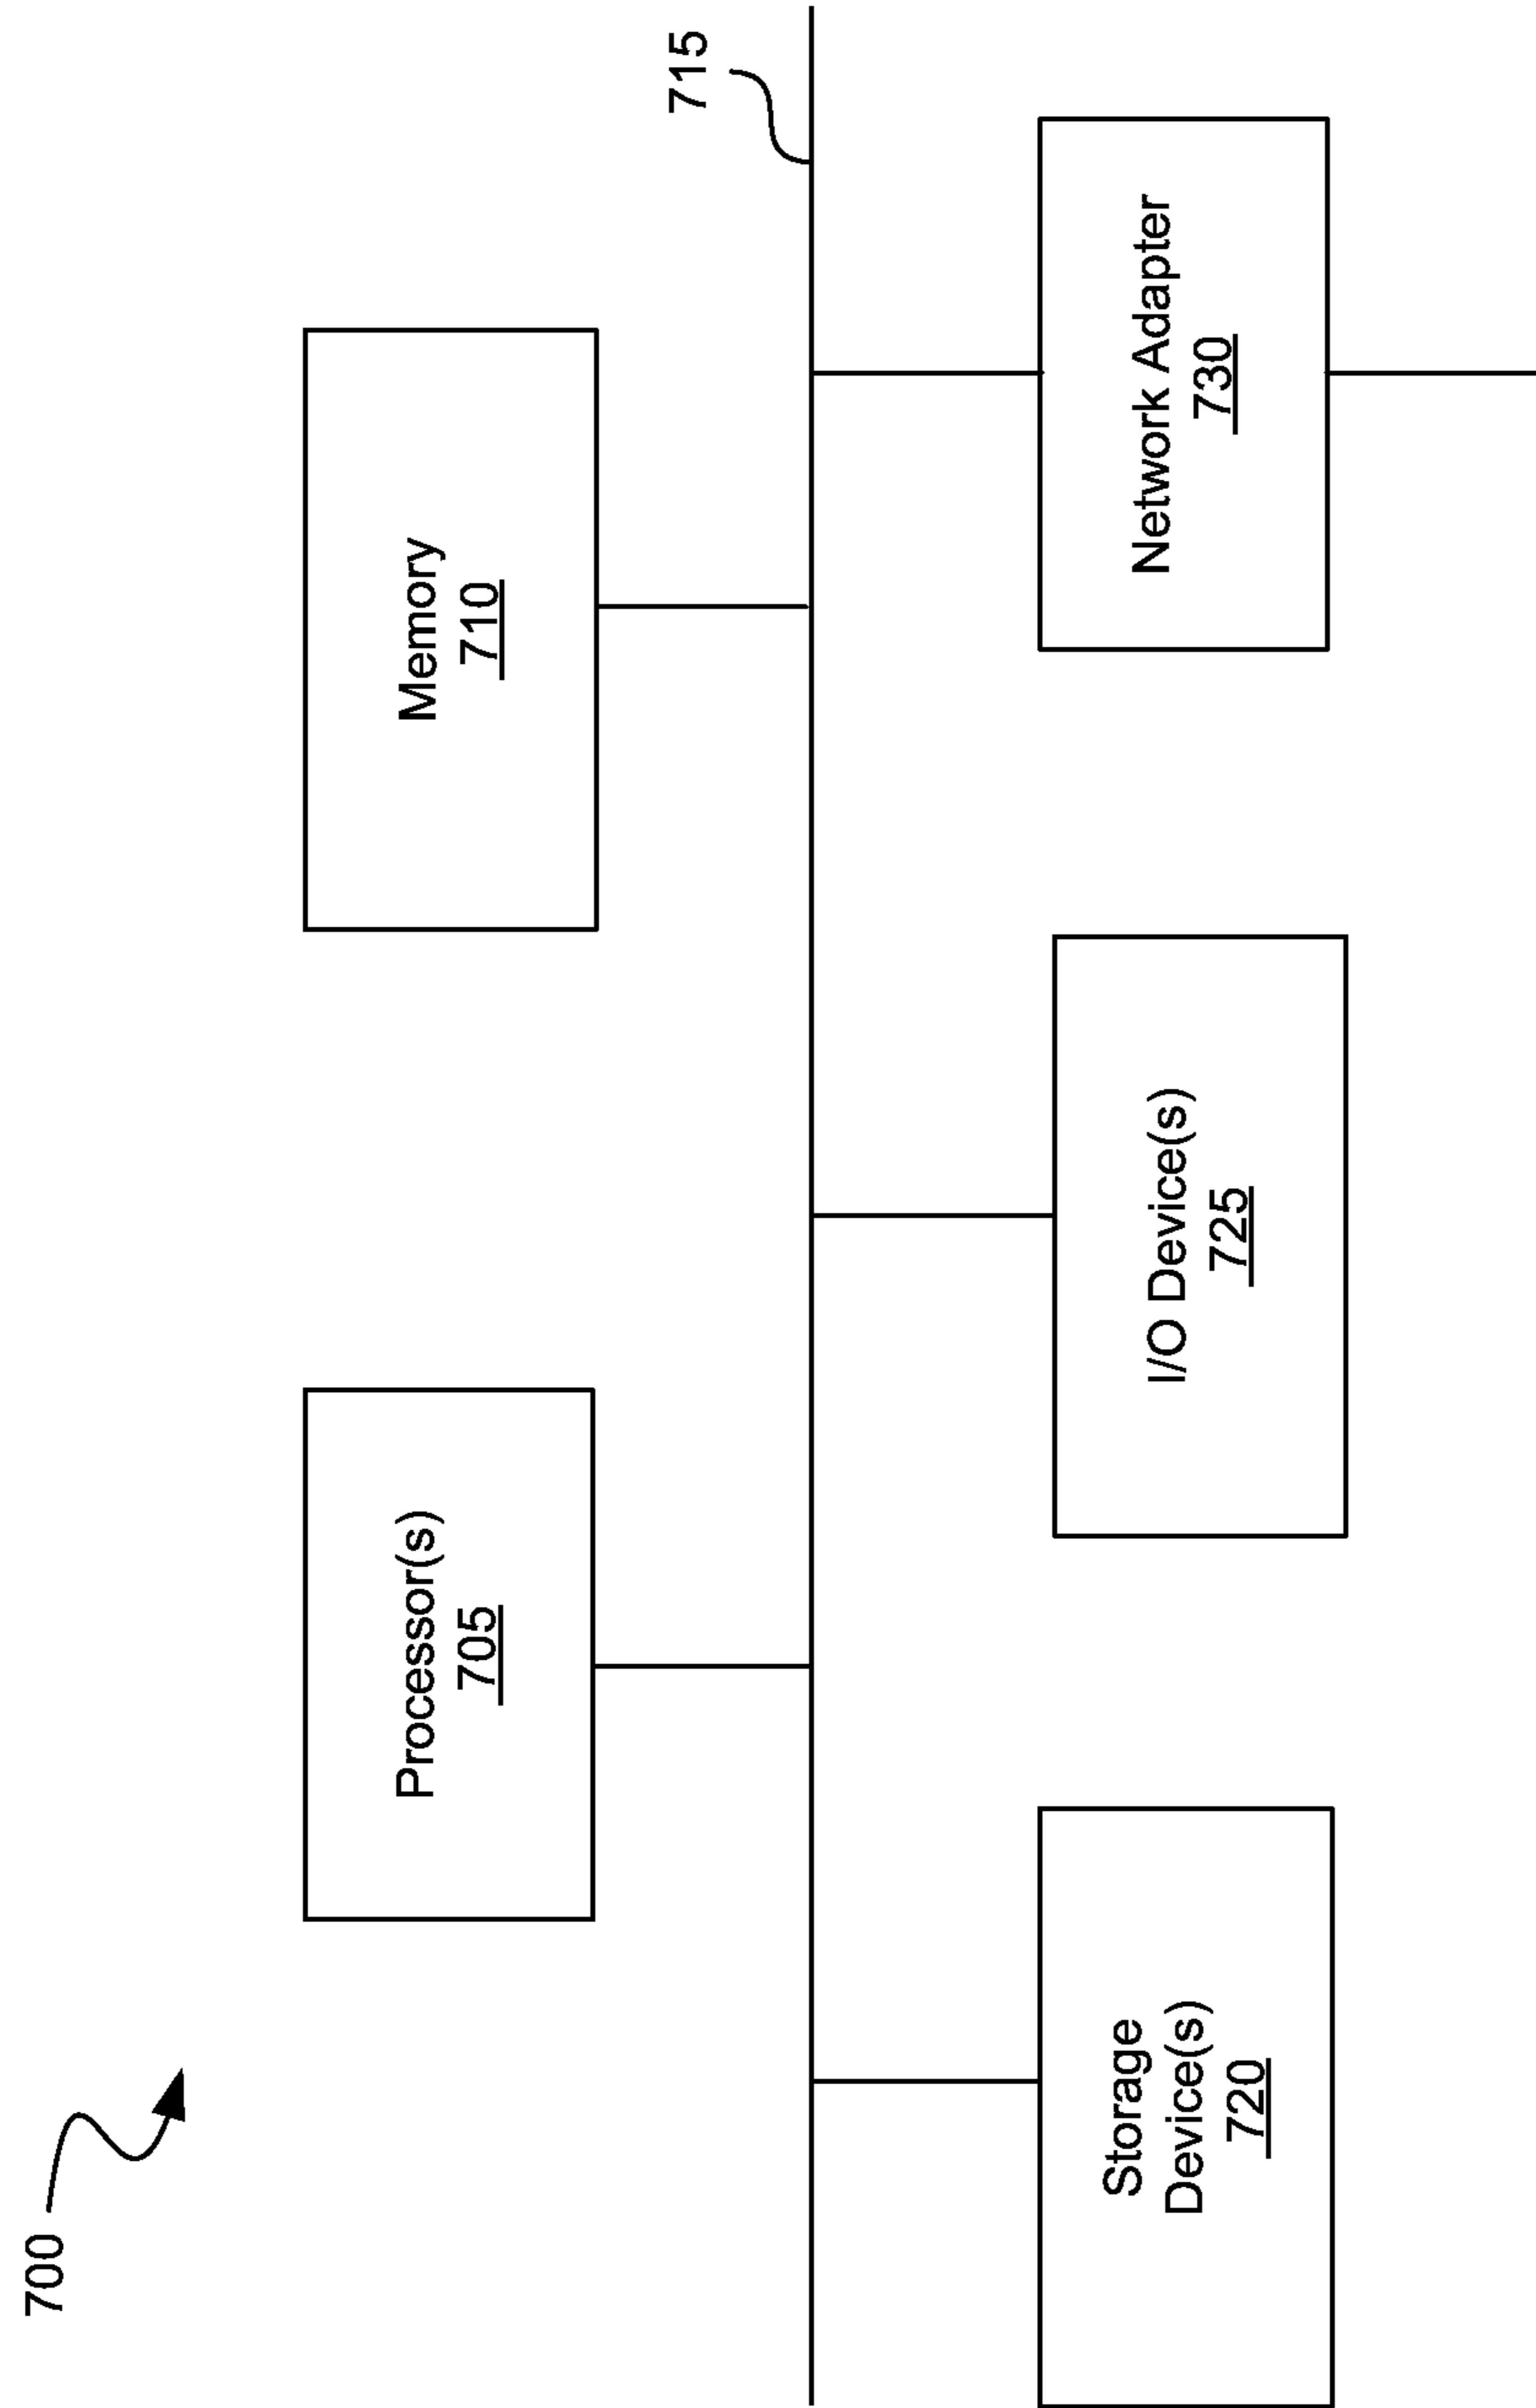 700
Processor(s)
705
Memory
710
715
Storage
Device(s)
720
I/O Device(s)
725
Network Adapter
730